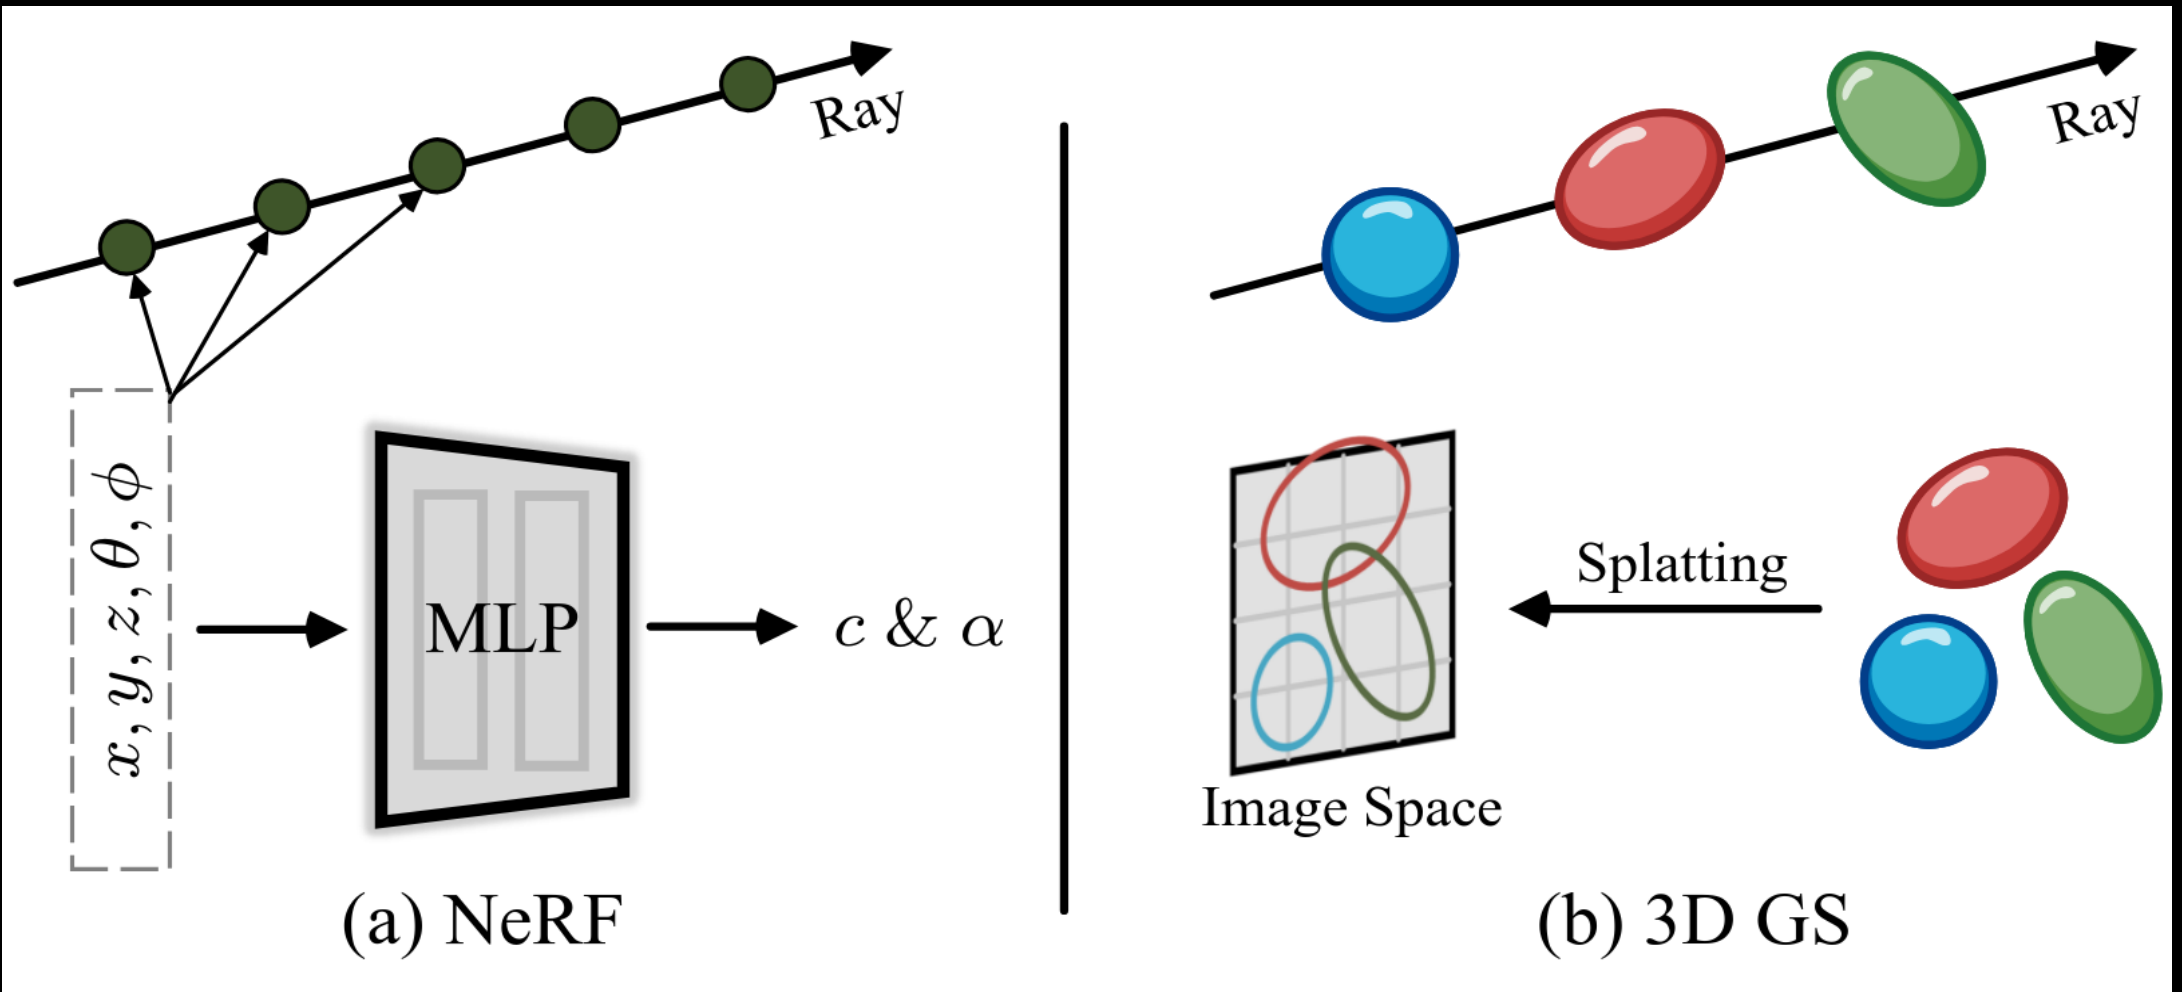 Ray
x, y, z, θ, ϕ
MLP
c & α
(a) NeRF
Ray
Splatting
Image Space
(b) 3D GS